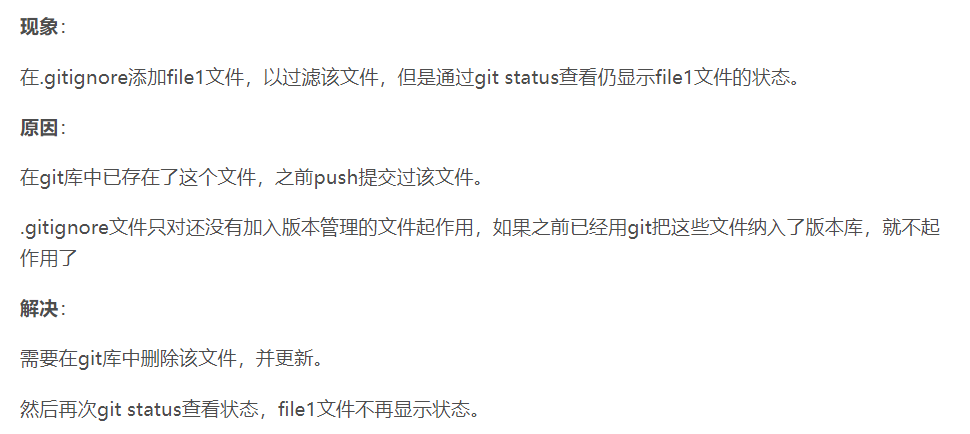 现象：
在.gitignore添加file1文件，以过滤该文件，但是通过git status查看仍显示file1文件的状态。
原因：
在git库中已存在了这个文件，之前push提交过该文件。
.gitignore文件只对还没有加入版本管理的文件起作用，如果之前已经用git把这些文件纳入了版本库，就不起
作用了
解决：
需要在git库中删除该文件，并更新。
然后再次git status查看状态，file1文件不再显示状态。